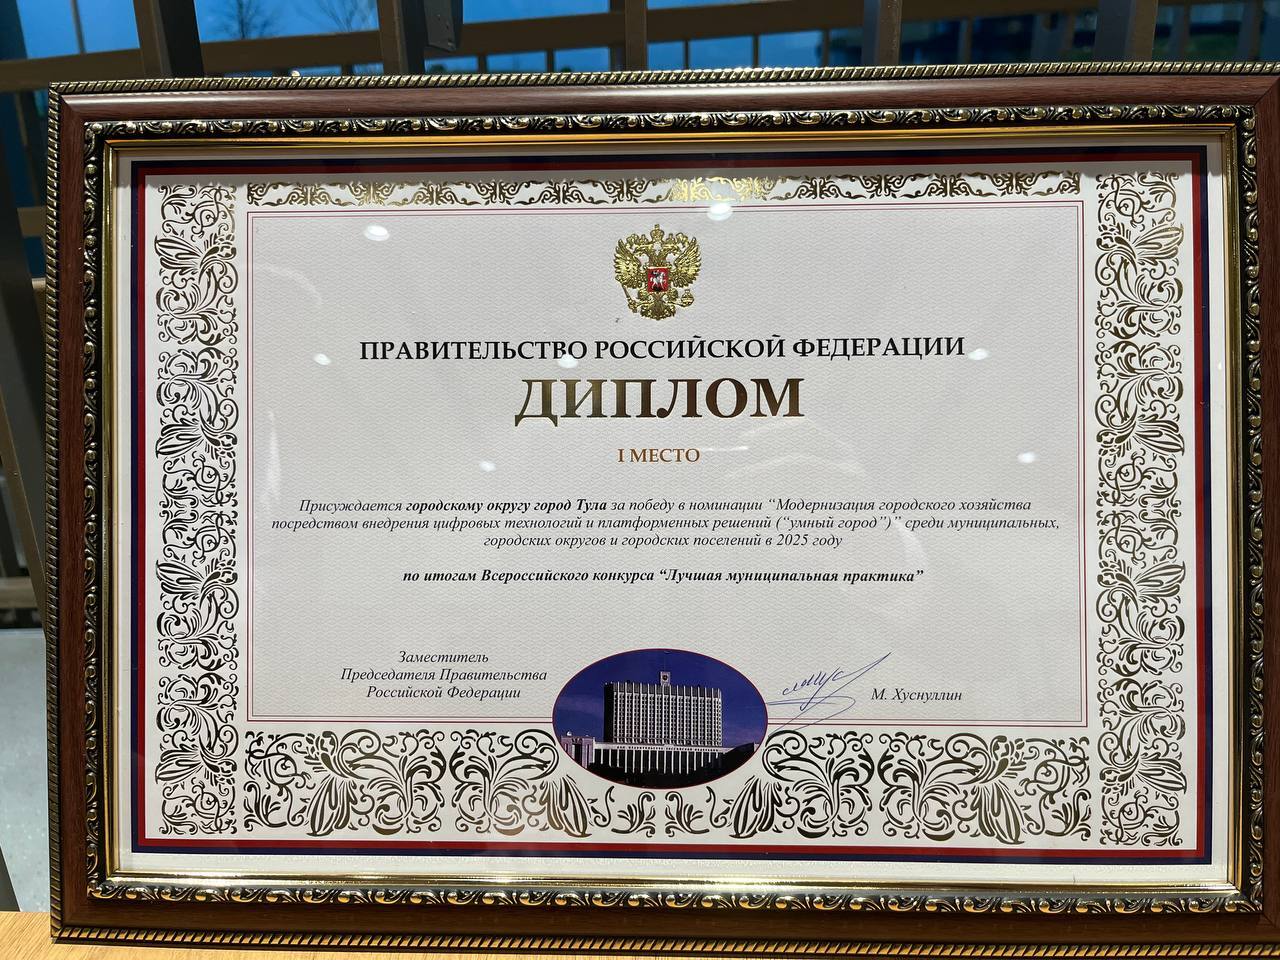 ПРАВИТЕЛЬСТВО РОССИЙСКОЙ ФЕДЕРАЦИИ
ДИПЛОМ
I МЕСТО
Присуждается городскому округу город Тула за победу в номинации “Модернизация городского хозяйства
посредством внедрения цифровых технологий и платформенных решений (“умный город”)” среди муниципальных,
городских округов и городских поселений в 2025 году
по итогам Всероссийского конкурса “Лучшая муниципальная практика”
Заместитель
Председателя Правительства
Российской Федерации
М. Хуснуллин